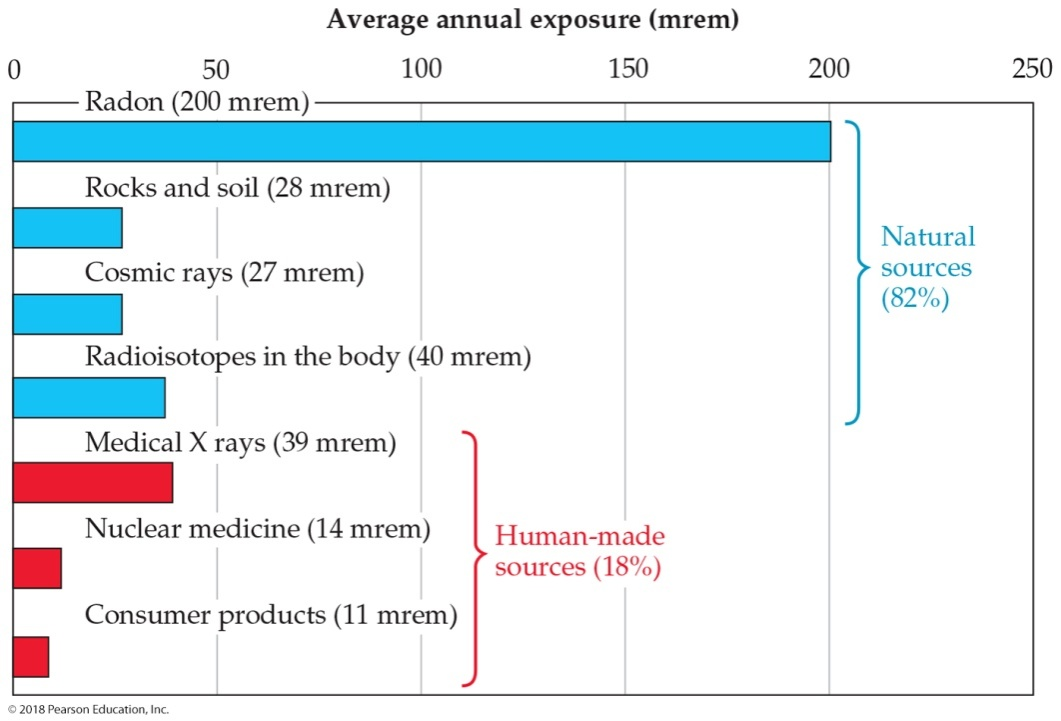 Average annual exposure (mrem)
0 50 100 150 200 250
Radon (200 mrem)
Rocks and soil (28 mrem)
Cosmic rays (27 mrem)
Radioisotopes in the body (40 mrem)
Natural
sources
(82%)
Medical X rays (39 mrem)
Nuclear medicine (14 mrem)
Consumer products (11 mrem)
Human-made
sources (18%)
© 2018 Pearson Education, Inc.